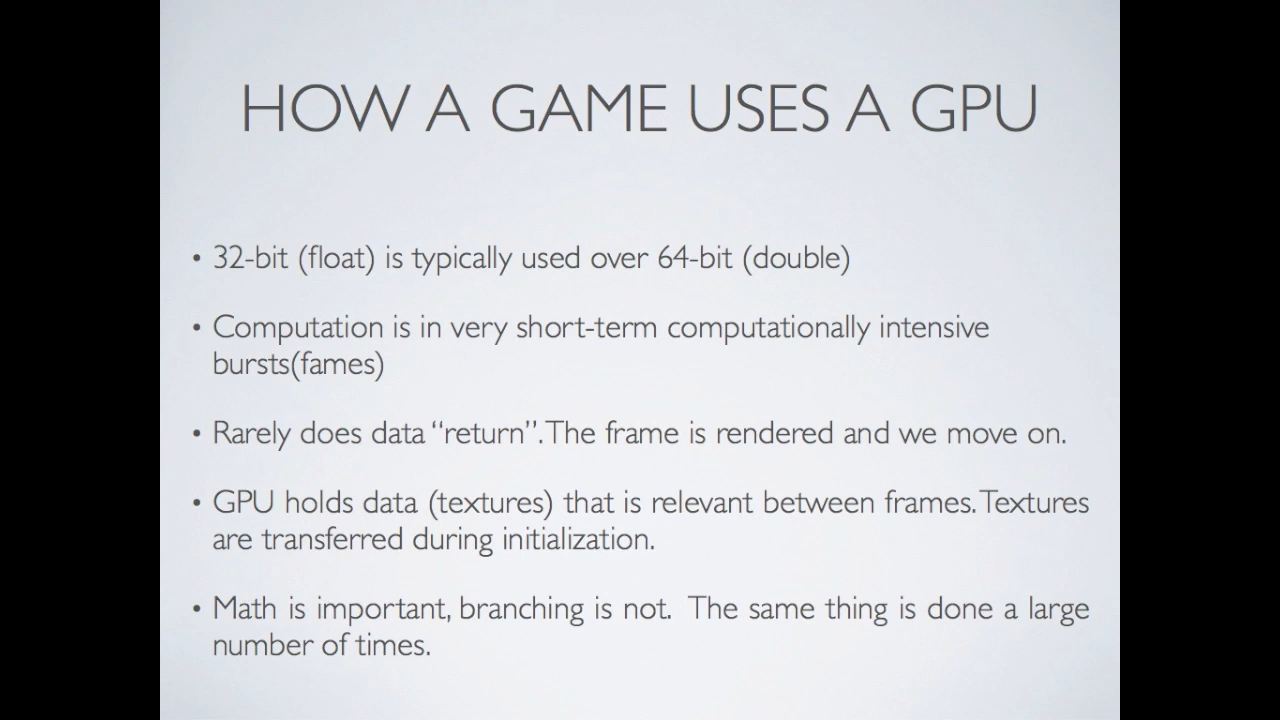 HOW A GAME USES A GPU
• 32-bit (float) is typically used over 64-bit (double)
• Computation is in very short-term computationally intensive
bursts(fames)
• Rarely does data “return”. The frame is rendered and we move on.
• GPU holds data (textures) that is relevant between frames. Textures
are transferred during initialization.
• Math is important, branching is not. The same thing is done a large
number of times.